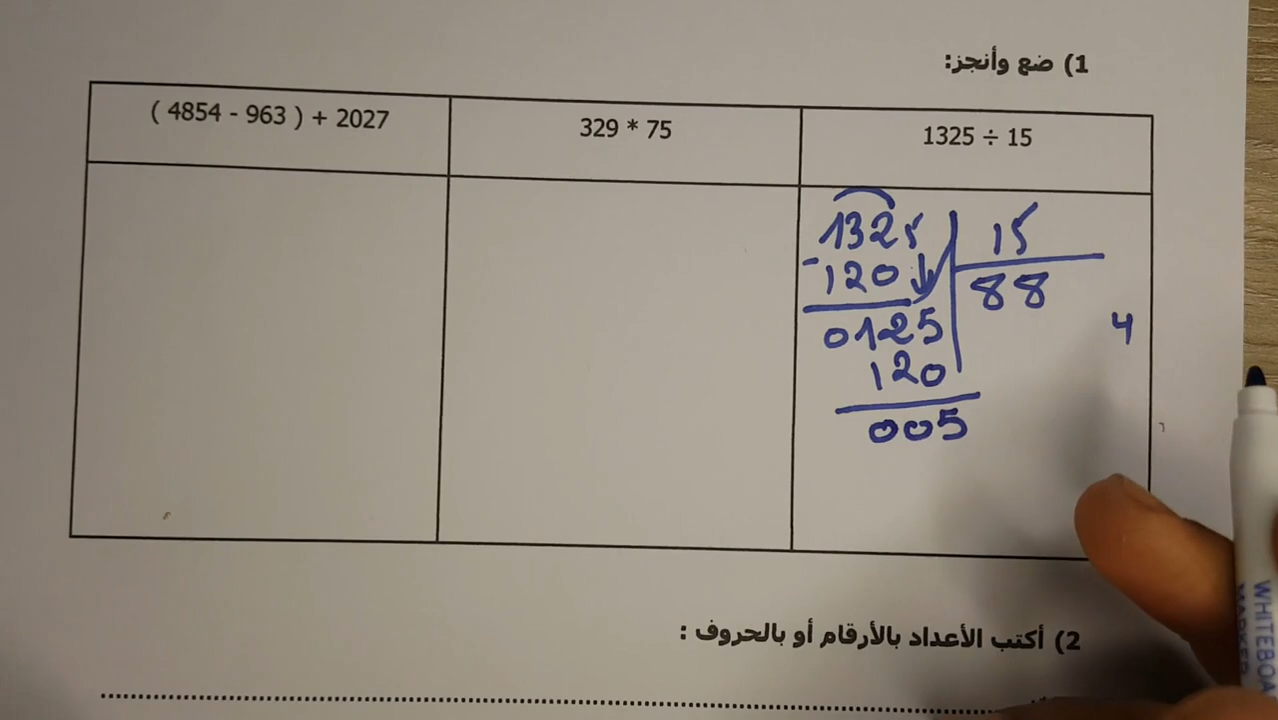 1) ضع وأنجز:
1325 ÷ 15
329 * 75
( 4854 - 963 ) + 2027
1325 15
- 120 88
0125
4
120
005
2) أكتب الأعداد بالأرقام أو بالحروف :
WHITEBOA
MARKER